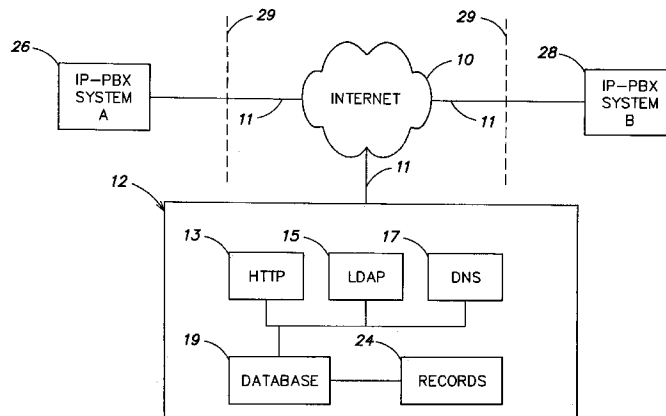 29
29
26
10
28
IP-PBX
SYSTEM
A
INTERNET
IP-PBX
SYSTEM
B
11
11
11
12
13
15
17
HTTP
LDAP
DNS
19
24
DATABASE
RECORDS